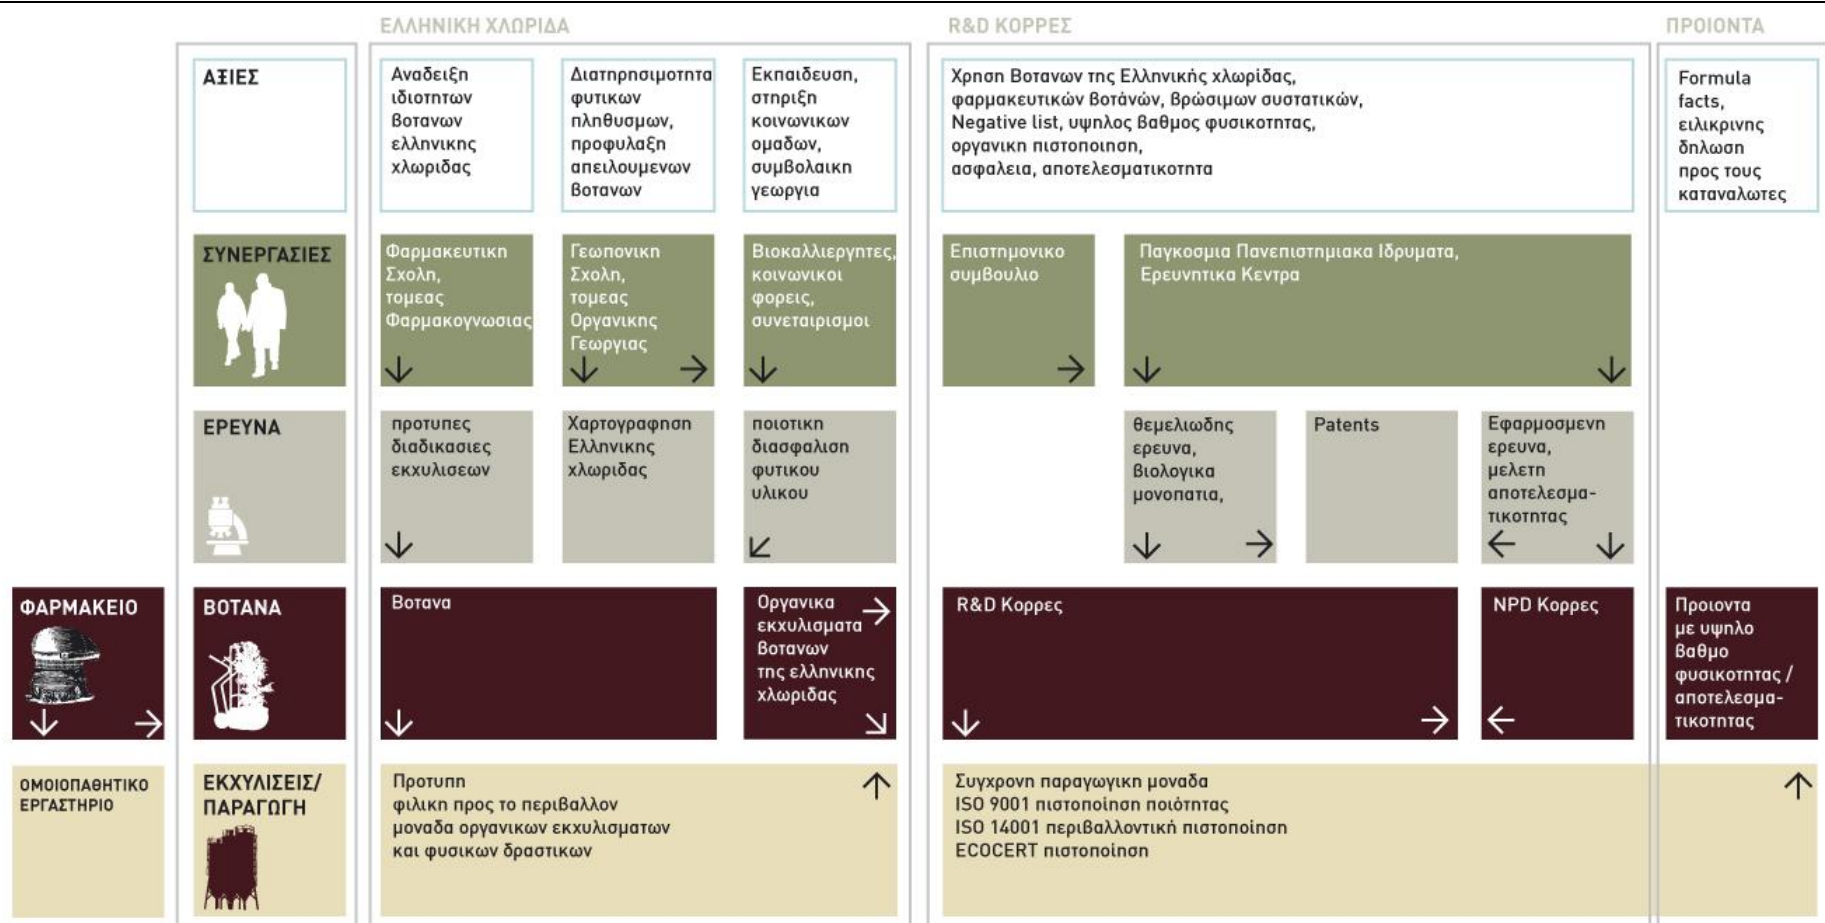 ΕΛΛΗΝΙΚΗ ΧΛΩΡΙΔΑ
R&D ΚΟΡΡΕΣ
ΠΡΟΙΟΝΤΑ
ΑΞΙΕΣ
Αναδειξη
ιδιοτητων
βοτανων
ελληνικης
χλωριδας
Διατηρησιμοτητα
φυτικων
πληθυσμων,
προφυλαξη
απειλουμενων
βοτανων
Εκπαιδευση,
στηριξη
κοινωνικων
ομαδων,
συμβολαικη
γεωργια
Χρηση Βοτανων της Ελληνικής χλωρίδας,
φαρμακευτικών βοτάνών, βρώσιμων συστατικών,
Negative list, υψηλος βαθμος φυσικοτητας,
οργανικη πιστοποιηση,
ασφαλεια, αποτελεσματικοτητα
Formula
facts,
ειλικρινης
δηλωση
προς τους
καταναλωτες
ΣΥΝΕΡΓΑΣΙΕΣ
Φαρμακευτικη
Σχολη,
τομεας
Φαρμακογνωσιας
Γεωπονικη
Σχολη,
τομεας
Οργανικης
Γεωργιας
Βιοκαλλιεργητες,
κοινωνικοι
φορεις,
συνεταιρισμοι
Επιστημονικο
συμβουλιο
Παγκοσμια Πανεπιστημιακα Ιδρυματα,
Ερευνητικα Κεντρα
ΕΡΕΥΝΑ
προτυπες
διαδικασιες
εκχυλισεων
Χαρτογραφηση
Ελληνικης
χλωριδας
ποιοτικη
διασφαλιση
φυτικου
υλικου
θεμελιωδης
ερευνα,
βιολογικα
μονοπατια,
Patents
Εφαρμοσμενη
ερευνα,
μελετη
αποτελεσμα-
τικοτητας
ΦΑΡΜΑΚΕΙΟ
ΒΟΤΑΝΑ
Βοτανα
Οργανικα
εκχυλισματα
βοτανων
της ελληνικης
χλωριδας
R&D Κορρες
NPD Κορρες
Προιοντα
με υψηλο
βαθμο
φυσικοτητας /
αποτελεσμα-
τικοτητας
ΟΜΟΙΟΠΑΘΗΤΙΚΟ
ΕΡΓΑΣΤΗΡΙΟ
ΕΚΧΥΛΙΣΕΙΣ/
ΠΑΡΑΓΩΓΗ
Προτυπη
φιλικη προς το περιβαλλον
μοναδα οργανικων εκχυλισματων
και φυσικων δραστικων
Συγχρονη παραγωγικη μοναδα
ISO 9001 πιστοποίηση ποιότητας
ISO 14001 περιβαλλοντική πιστοποίηση
ECOCERT πιστοποίηση